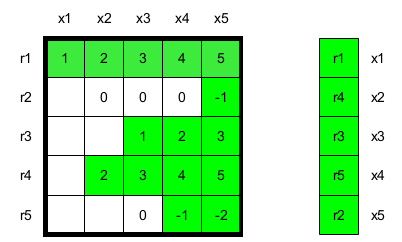 x1 x2 x3 x4 x5
r1 1 2 3 4 5 r1 x1
r2 0 0 0 -1 r4 x2
r3 1 2 3 r3 x3
r4 2 3 4 5 r5 x4
r5 0 -1 -2 r2 x5